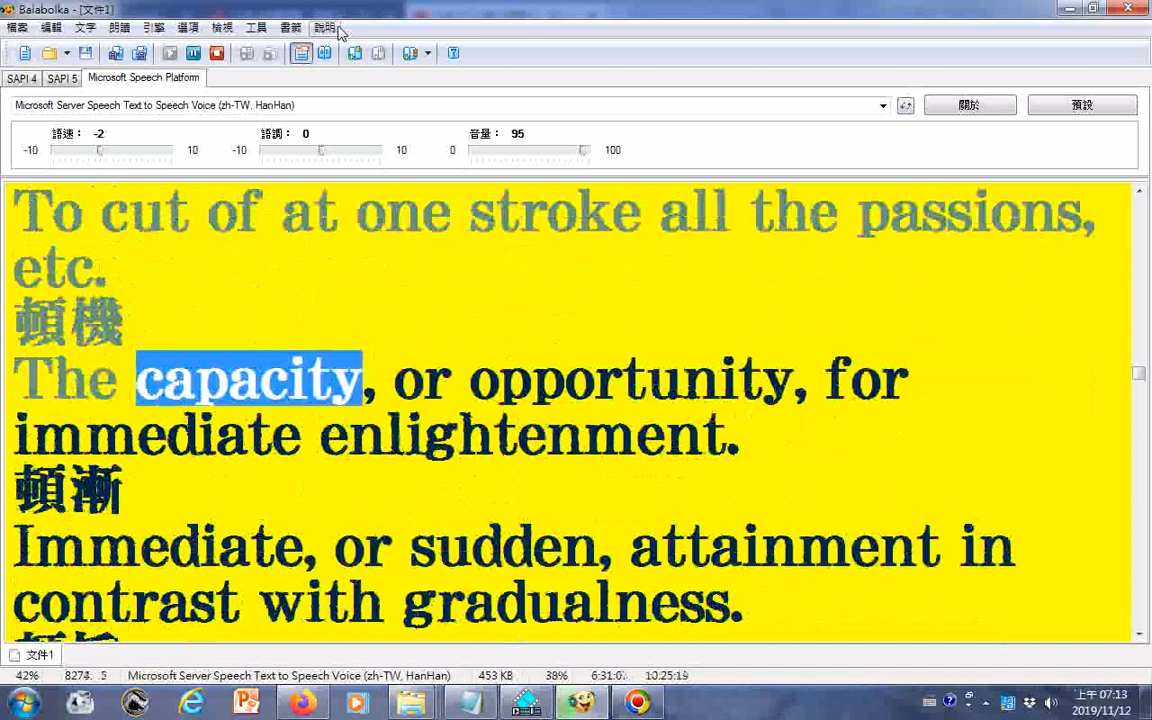 Balabolka - [文件1]
檔案 編輯 文字 朗讀 引擎 選項 檢視 工具 書籤 說明
SAPI 4 SAPI 5 Microsoft Speech Platform
Microsoft Server Speech Text to Speech Voice (zh-TW, HanHan) 關於 預設
語速: -2 語調: 0 音量: 95
-10 10 -10 10 0 100
To cut of at one stroke all the passions,
etc.
頓機
The capacity, or opportunity, for
immediate enlightenment.
頓漸
Immediate, or sudden, attainment in
contrast with gradualness.
文件1
42% Microsoft Server Speech Text to Speech Voice (zh-TW, HanHan) 453 KB 38% 10:25:19
上午 07:13
2019/11/12